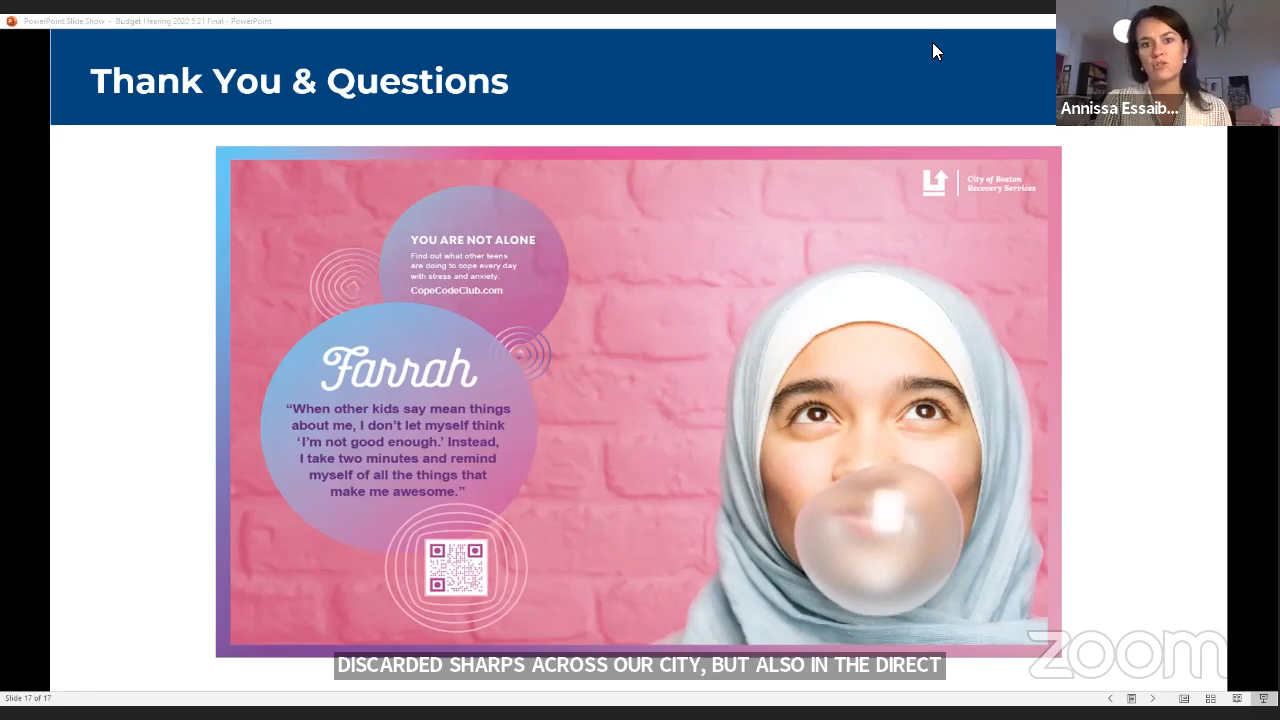 PowerPoint Slide Show - Budget Hearing 2020 5.21 Final - PowerPoint
Thank You & Questions
Annissa Essaib...
City of Boston
Recovery Services
YOU ARE NOT ALONE
Find out what other teens
are doing to cope every day
with stress and anxiety.
CopeCodeClub.com
Farrah
“When other kids say mean things
about me, I don’t let myself think
‘I’m not good enough.’ Instead,
I take two minutes and remind
myself of all the things that
make me awesome.”
zoom
DISCARDED SHARPS ACROSS OUR CITY, BUT ALSO IN THE DIRECT
Slide 17 of 17